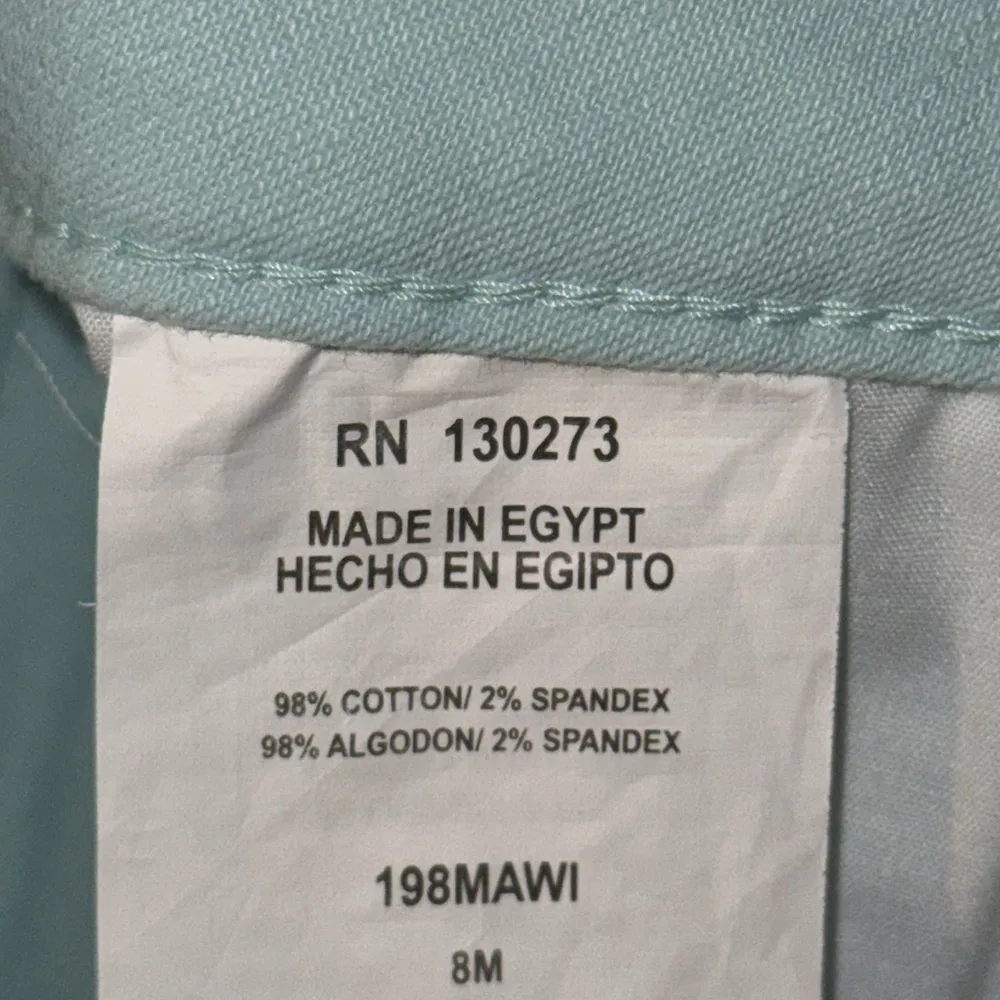 RN 130273
MADE IN EGYPT
HECHO EN EGIPTO
98% COTTON/ 2% SPANDEX
98% ALGODON/ 2% SPANDEX
198MAWI
8M